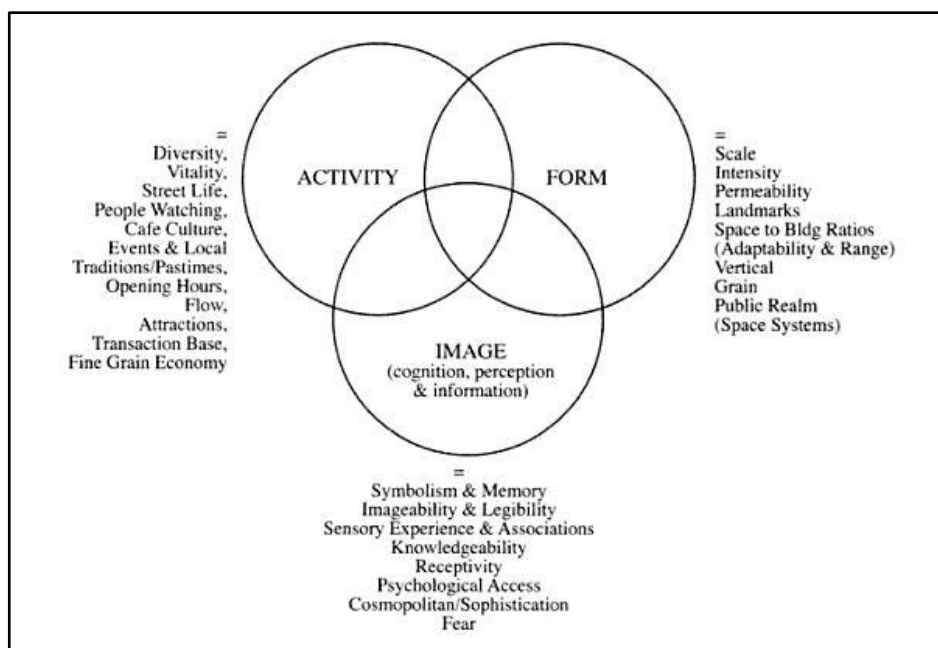 ACTIVITY
FORM
IMAGE
(cognition, perception
& information)
=
Diversity,
Vitality,
Street Life,
People Watching,
Cafe Culture,
Events & Local
Traditions/Pastimes,
Opening Hours,
Flow,
Attractions,
Transaction Base,
Fine Grain Economy
=
Scale
Intensity
Permeability
Landmarks
Space to Bldg Ratios
(Adaptability & Range)
Vertical
Grain
Public Realm
(Space Systems)
=
Symbolism & Memory
Imageability & Legibility
Sensory Experience & Associations
Knowledgeability
Receptivity
Psychological Access
Cosmopolitan/Sophistication
Fear